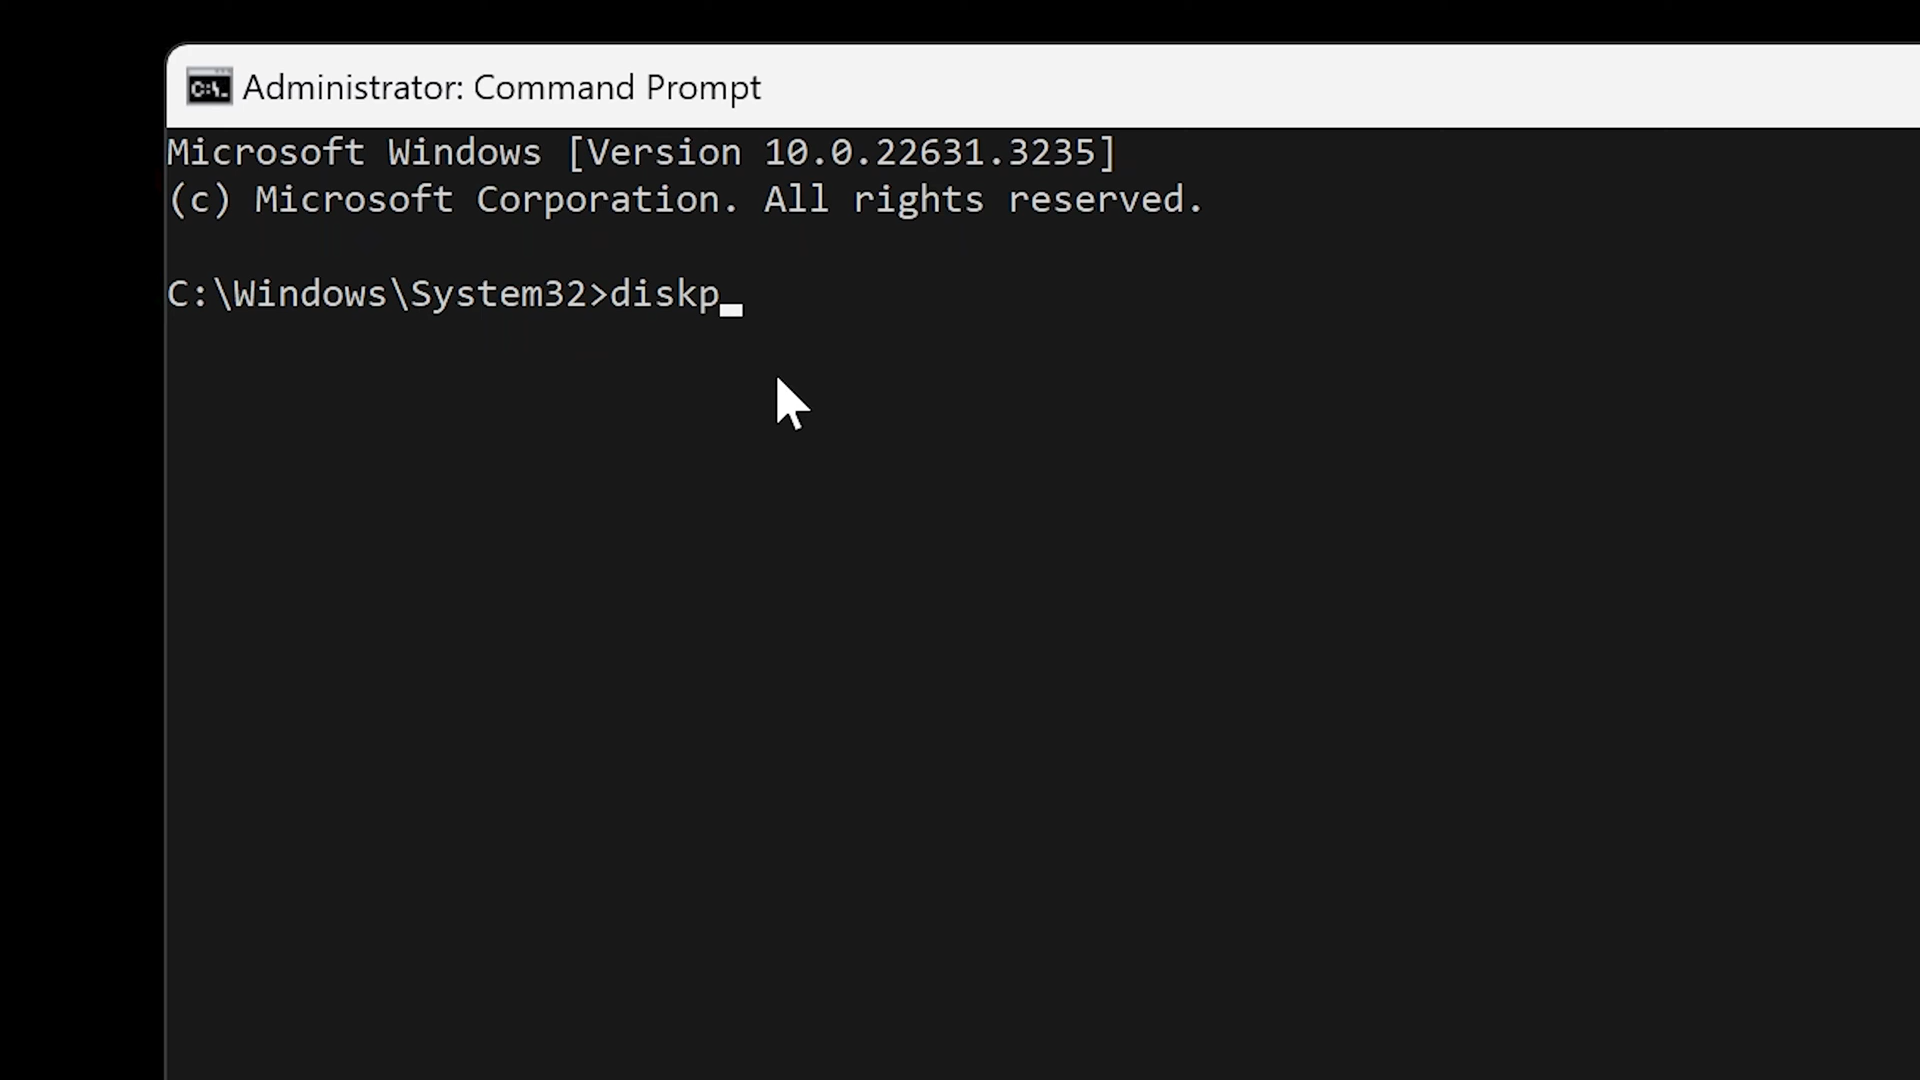 C:\.
Administrator: Command Prompt
Microsoft Windows [Version 10.0.22631.3235]
(c) Microsoft Corporation. All rights reserved.
C:\Windows\System32>diskp